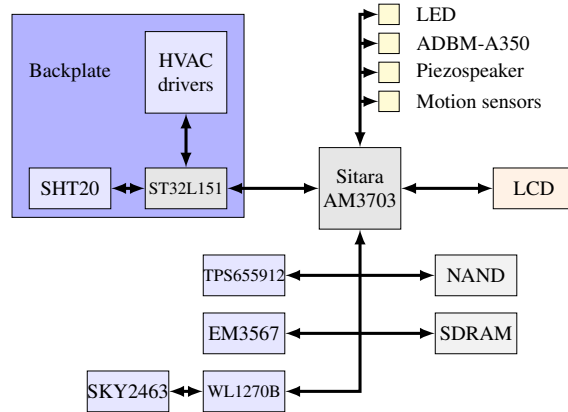 LED
ADBM-A350
Piezospeaker
Motion sensors
Backplate
HVAC
drivers
SHT20
ST32L151
Sitara
AM3703
LCD
TPS655912
NAND
EM3567
SDRAM
SKY2463
WL1270B